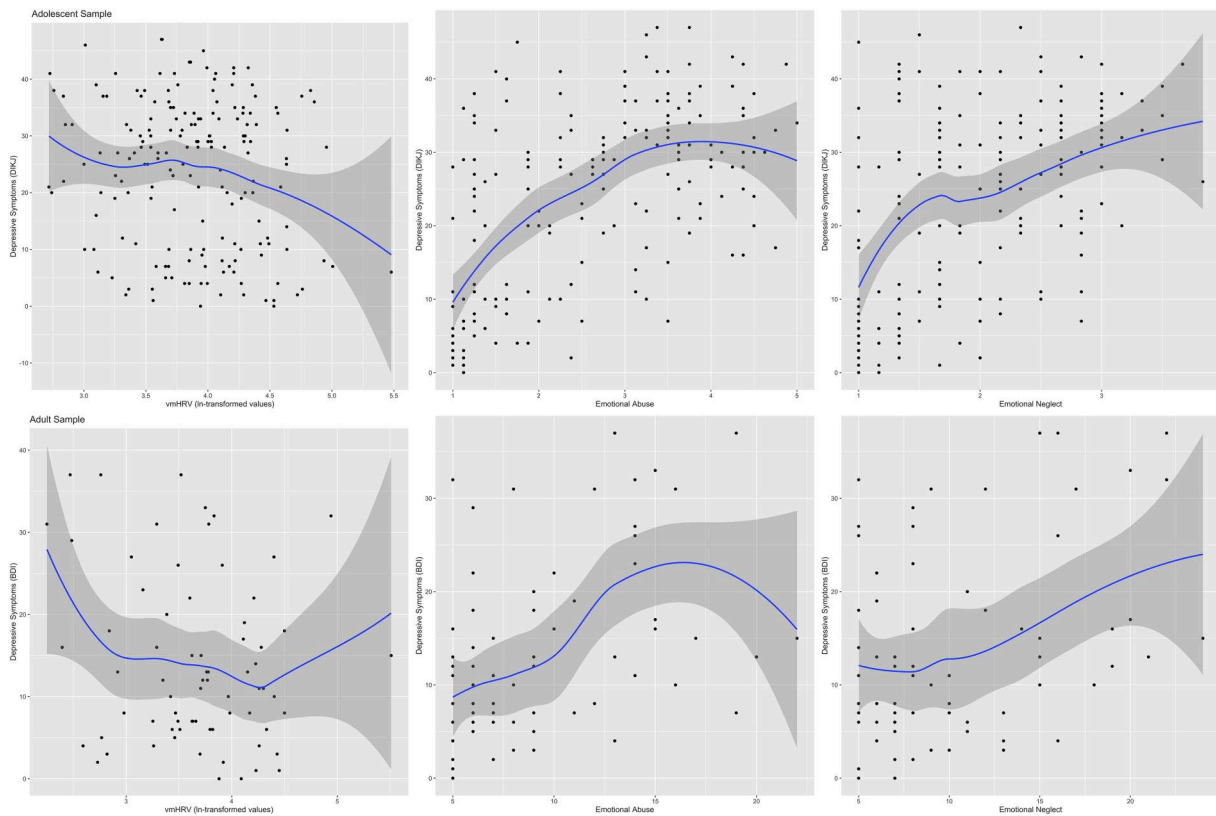 Adolescent Sample
Depressive Symptoms (DIKJ)
40
30
20
10
0
-10
3.0 3.5 4.0 4.5 5.0 5.5
vmHRV (ln-transformed values)
Depressive Symptoms (DIKJ)
40
30
20
10
0
1 2 3 4 5
Emotional Abuse
Depressive Symptoms (DIKJ)
40
30
20
10
0
1 2 3
Emotional Neglect
Adult Sample
Depressive Symptoms (BDI)
40
30
20
10
0
3 4 5
vmHRV (ln-transformed values)
Depressive Symptoms (BDI)
30
20
10
0
5 10 15 20
Emotional Abuse
Depressive Symptoms (BDI)
30
20
10
0
5 10 15 20
Emotional Neglect